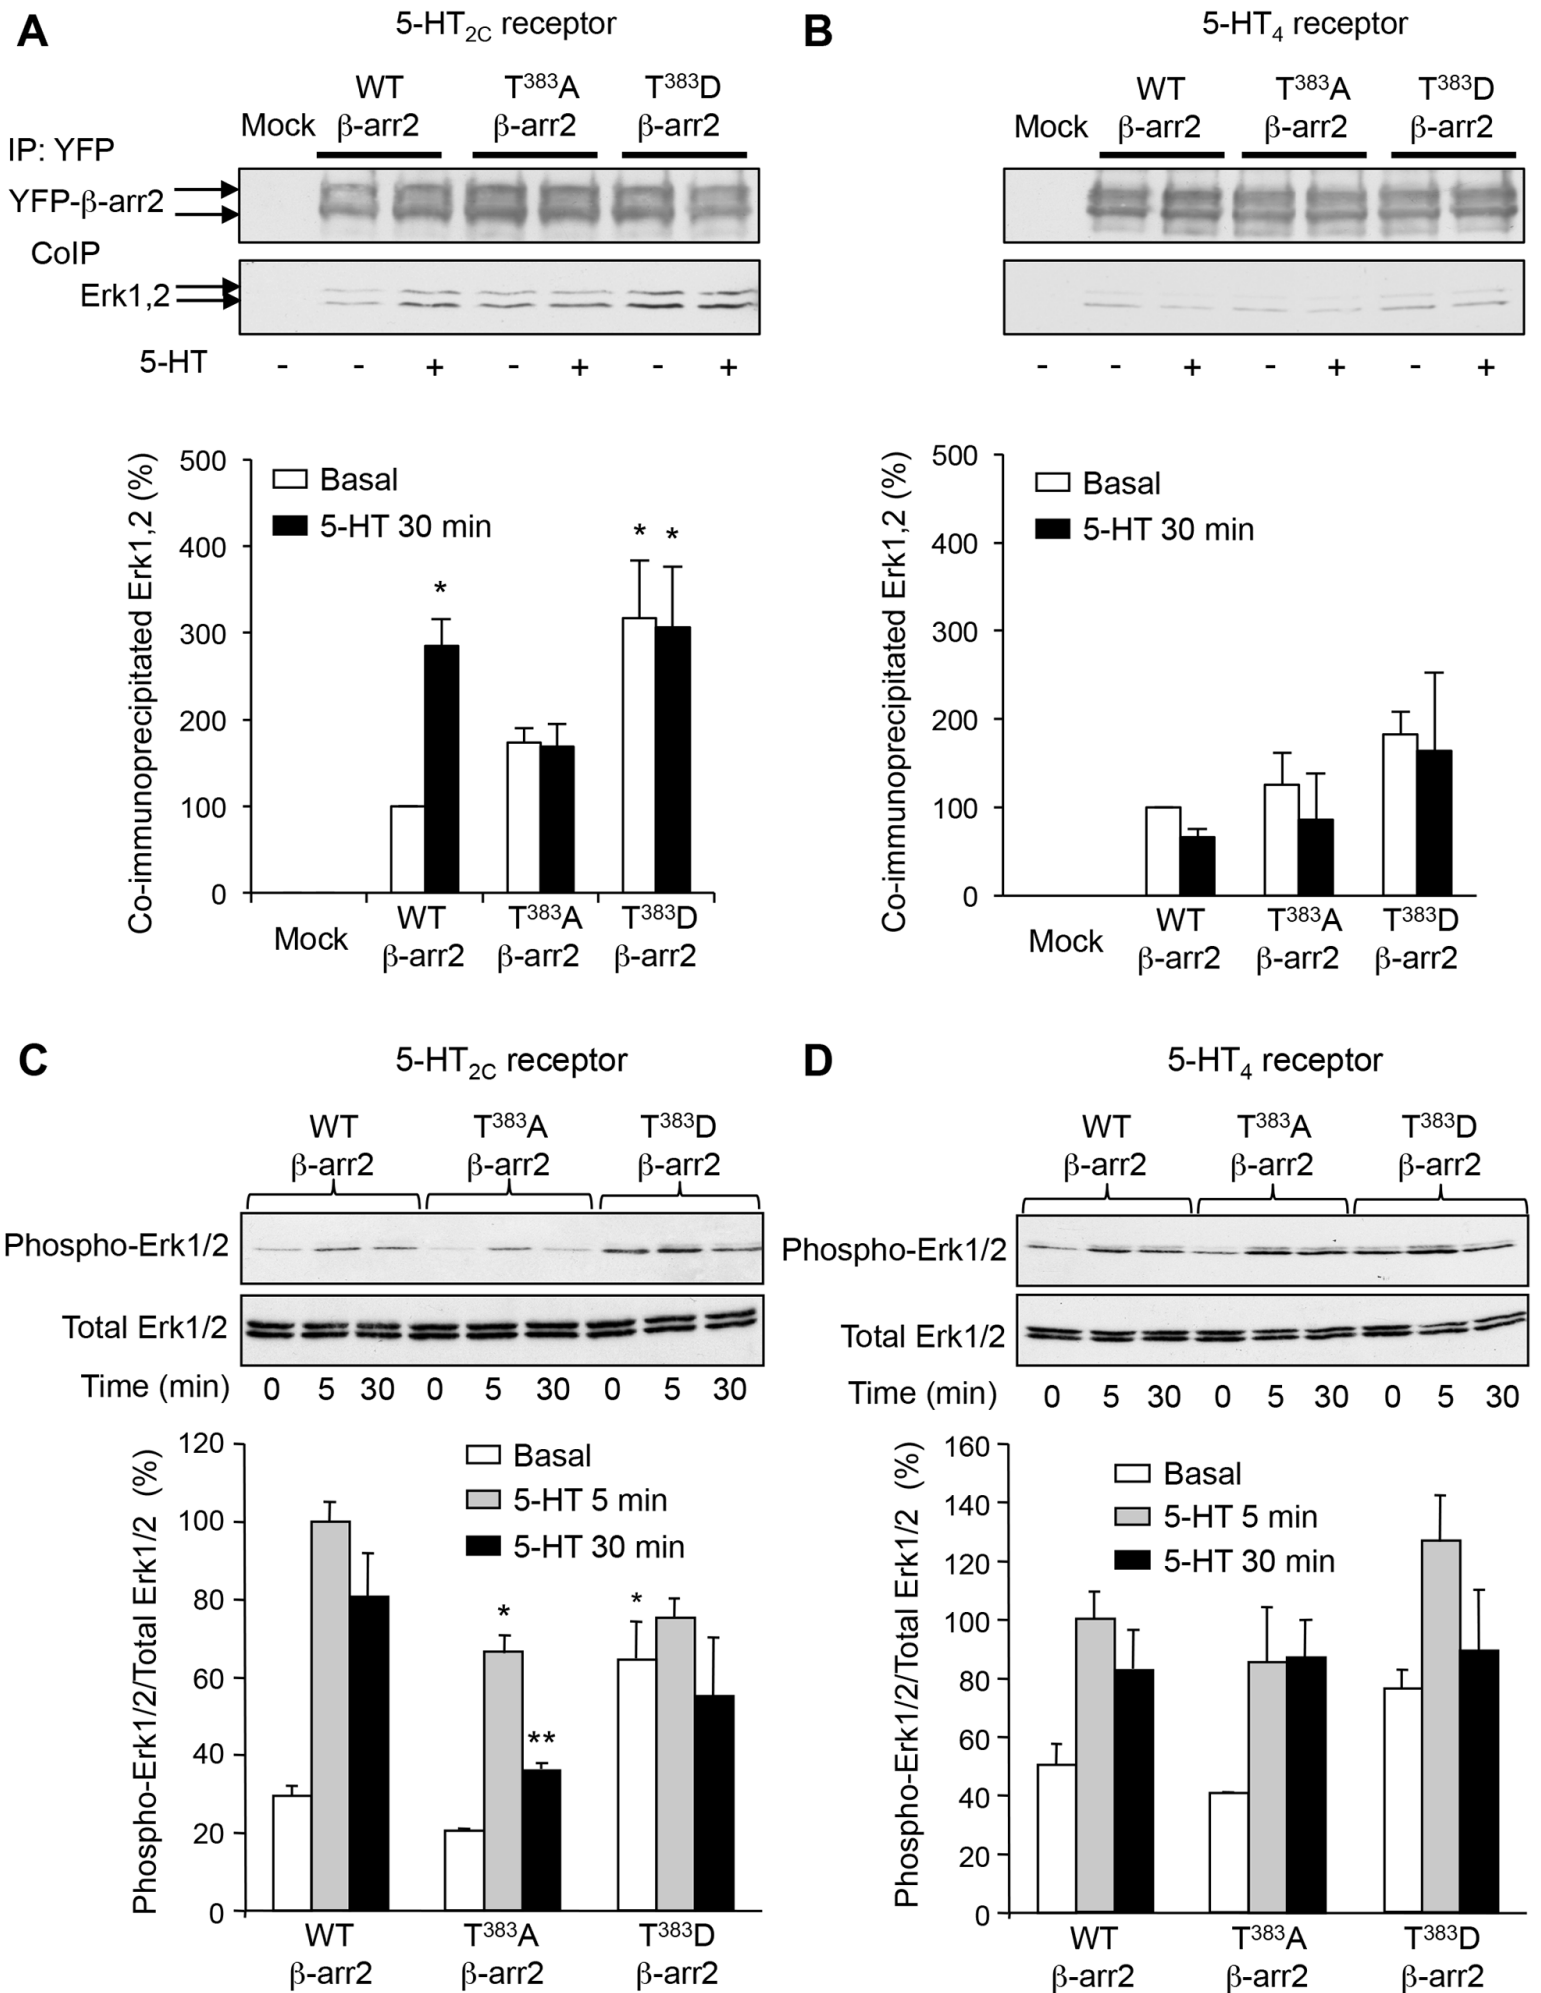 A
5-HT2C receptor
WT T383A T383D
Mock β-arr2 β-arr2 β-arr2
IP: YFP
YFP-β-arr2
CoIP
Erk1,2
5-HT - - + - + - +
Co-immunoprecipitated Erk1,2 (%)
500
400
300
200
100
0
Basal
5-HT 30 min
*
* *
WT T383A T383D
Mock β-arr2 β-arr2 β-arr2
B
5-HT4 receptor
WT T383A T383D
Mock β-arr2 β-arr2 β-arr2
- - + - + - +
Co-immunoprecipitated Erk1,2 (%)
500
400
300
200
100
0
Basal
5-HT 30 min
WT T383A T383D
Mock β-arr2 β-arr2 β-arr2
C
5-HT2C receptor
WT T383A T383D
β-arr2 β-arr2 β-arr2
Phospho-Erk1/2
Total Erk1/2
Time (min) 0 5 30 0 5 30 0 5 30
Phospho-Erk1/2/Total Erk1/2 (%)
120
100
80
60
40
20
0
Basal
5-HT 5 min
5-HT 30 min
*
**
*
WT T383A T383D
β-arr2 β-arr2 β-arr2
D
5-HT4 receptor
WT T383A T383D
β-arr2 β-arr2 β-arr2
Phospho-Erk1/2
Total Erk1/2
Time (min) 0 5 30 0 5 30 0 5 30
Phospho-Erk1/2/Total Erk1/2 (%)
160
140
120
100
80
60
40
20
0
Basal
5-HT 5 min
5-HT 30 min
WT T383A T383D
β-arr2 β-arr2 β-arr2